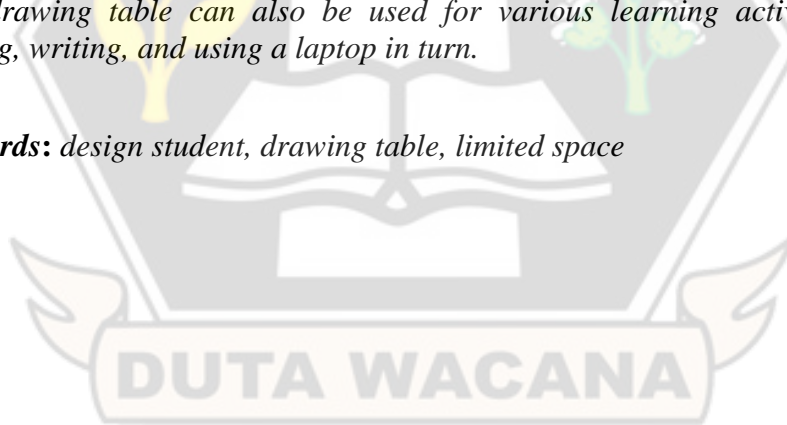 rawing table can also be used for various learning activ
g, writing, and using a laptop in turn.
rds: design student, drawing table, limited space
DUTA WACANA